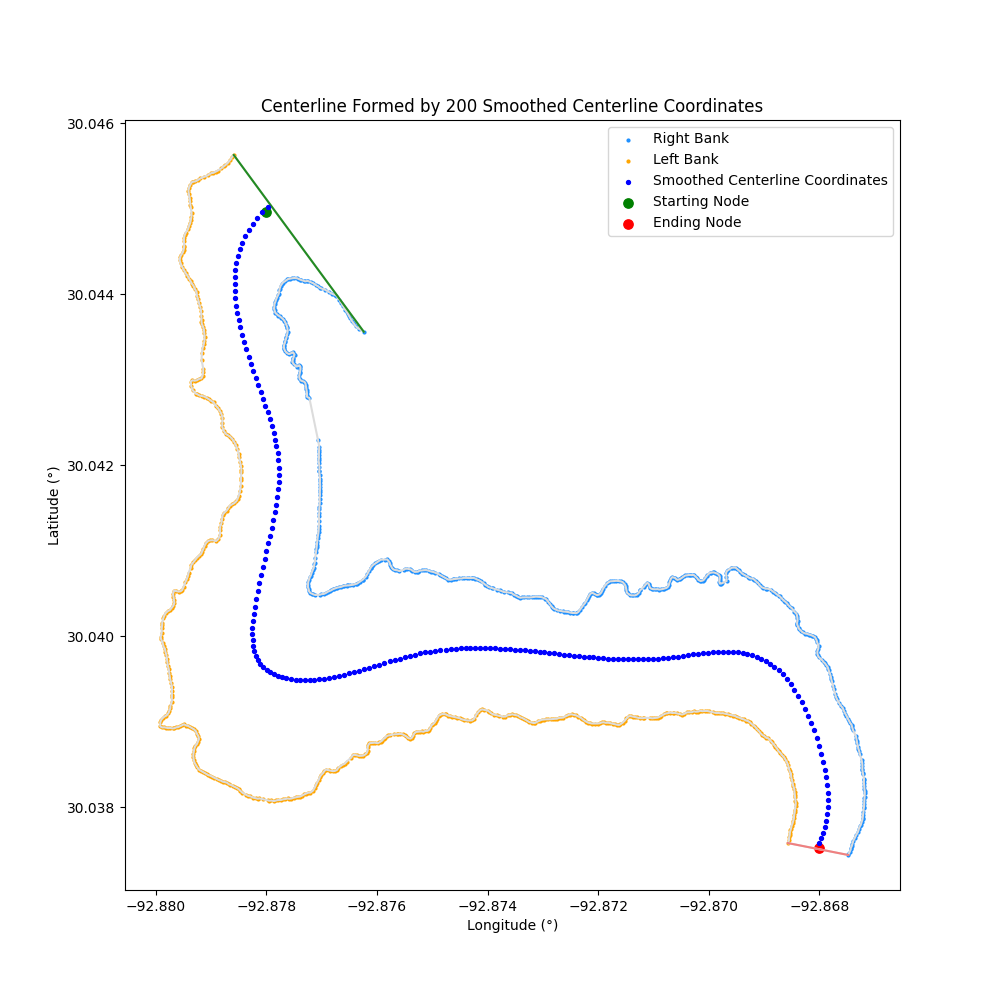 Centerline Formed by 200 Smoothed Centerline Coordinates
30.046
30.044
30.042
30.040
30.038
Latitude (°)
Right Bank
Left Bank
Smoothed Centerline Coordinates
Starting Node
Ending Node
−92.880
−92.878
−92.876
−92.874
−92.872
−92.870
−92.868
Longitude (°)